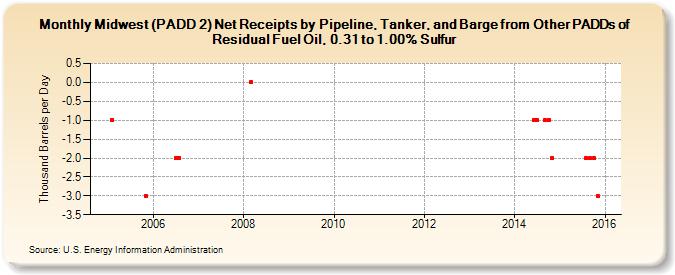 Monthly Midwest (PADD 2) Net Receipts by Pipeline, Tanker, and Barge from Other PADDs of
Residual Fuel Oil, 0.31 to 1.00% Sulfur
Thousand Barrels per Day
0.5
0.0
-0.5
-1.0
-1.5
-2.0
-2.5
-3.0
-3.5
2006 2008 2010 2012 2014 2016
Source: U.S. Energy Information Administration